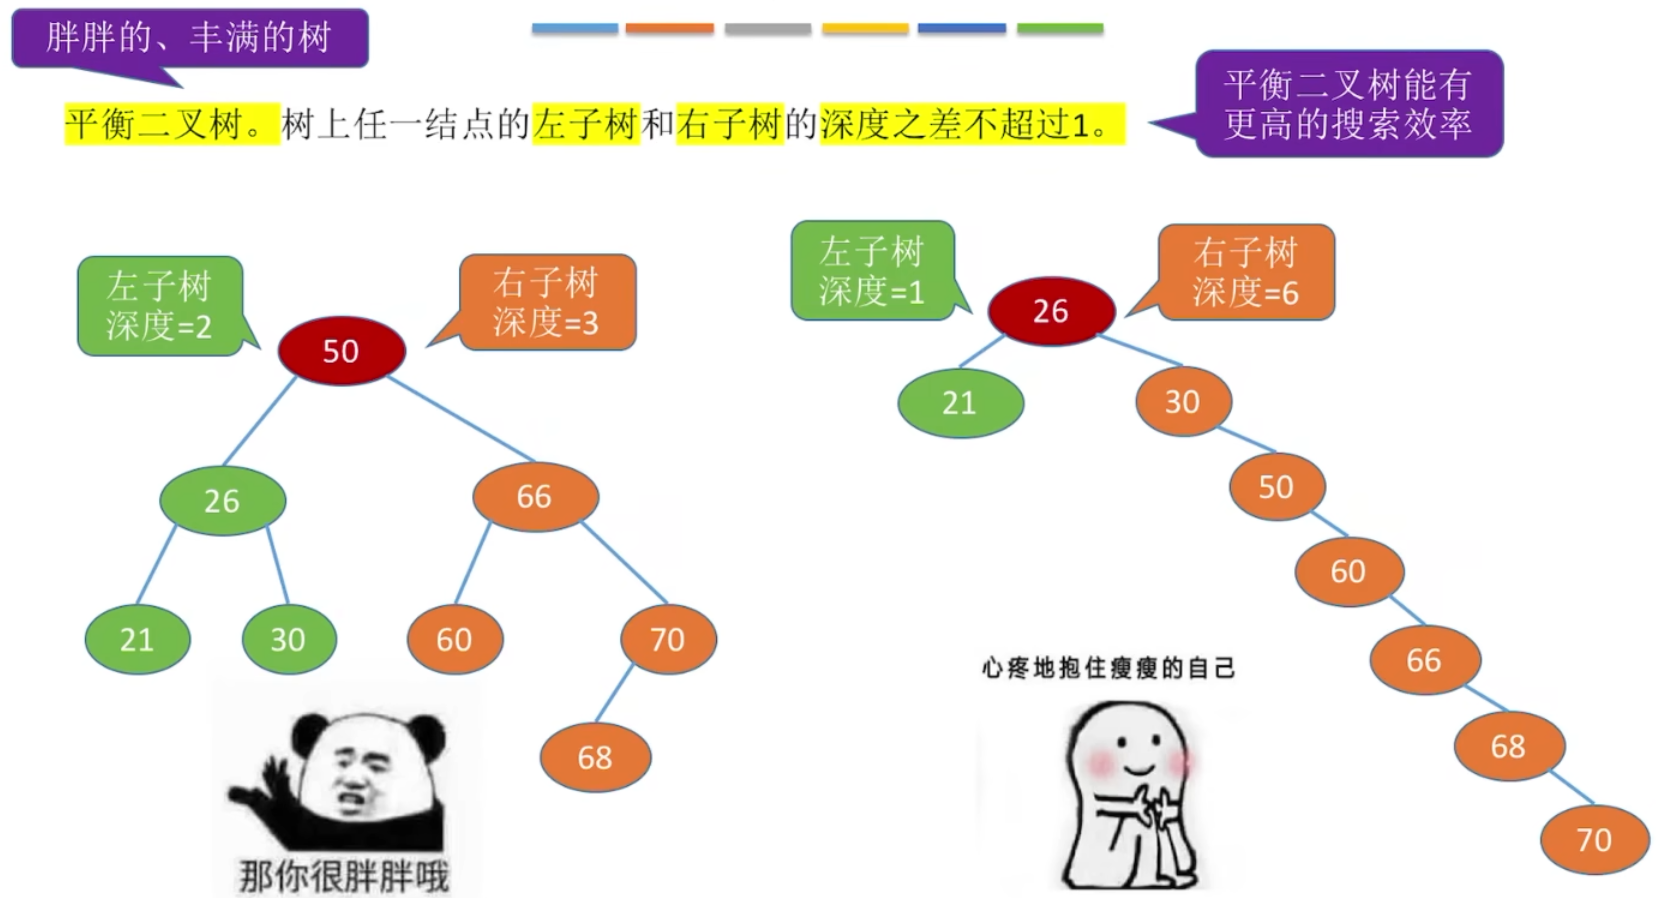 胖胖的、丰满的树
平衡二叉树。树上任一结点的左子树和右子树的深度之差不超过1。
平衡二叉树能有
更高的搜索效率
左子树
深度=2
右子树
深度=3
50
26
66
21
30
60
70
68
那你很胖胖哦
左子树
深度=1
右子树
深度=6
26
21
30
50
60
66
68
70
心疼地抱住瘦瘦的自己